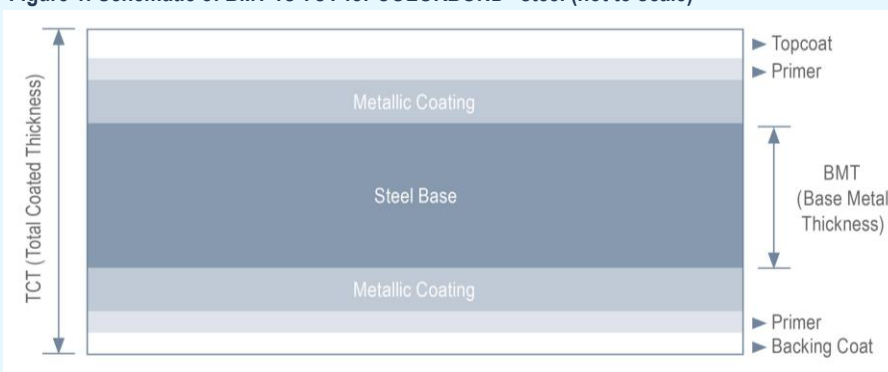 TCT (Total Coated Thickness)
Topcoat
Primer
Metallic Coating
Steel Base
BMT
(Base Metal
Thickness)
Metallic Coating
Primer
Backing Coat